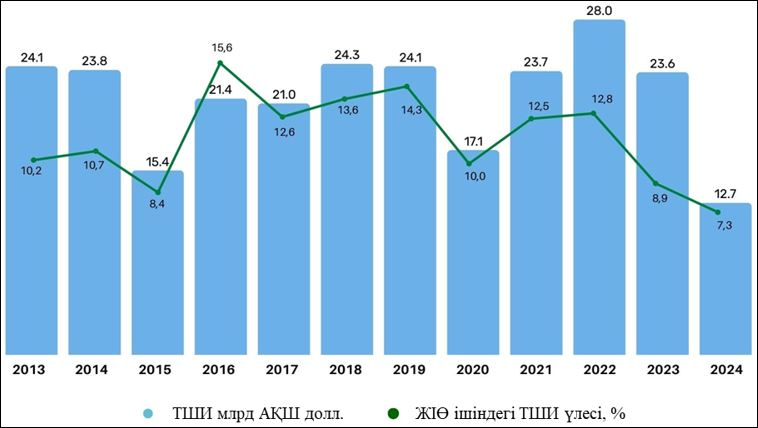 28.0
24.1 23.8 15.4 21.4 21.0 24.3 24.1 17.1 23.7 23.6 12.7
10,2 10,7 8,4 15,6 12,6 13,6 14,3 10,0 12,5 12,8 8,9 7,3
2013 2014 2015 2016 2017 2018 2019 2020 2021 2022 2023 2024
ТШИ млрд АҚШ долл. ЖІӨ ішіндегі ТШИ үлесі, %